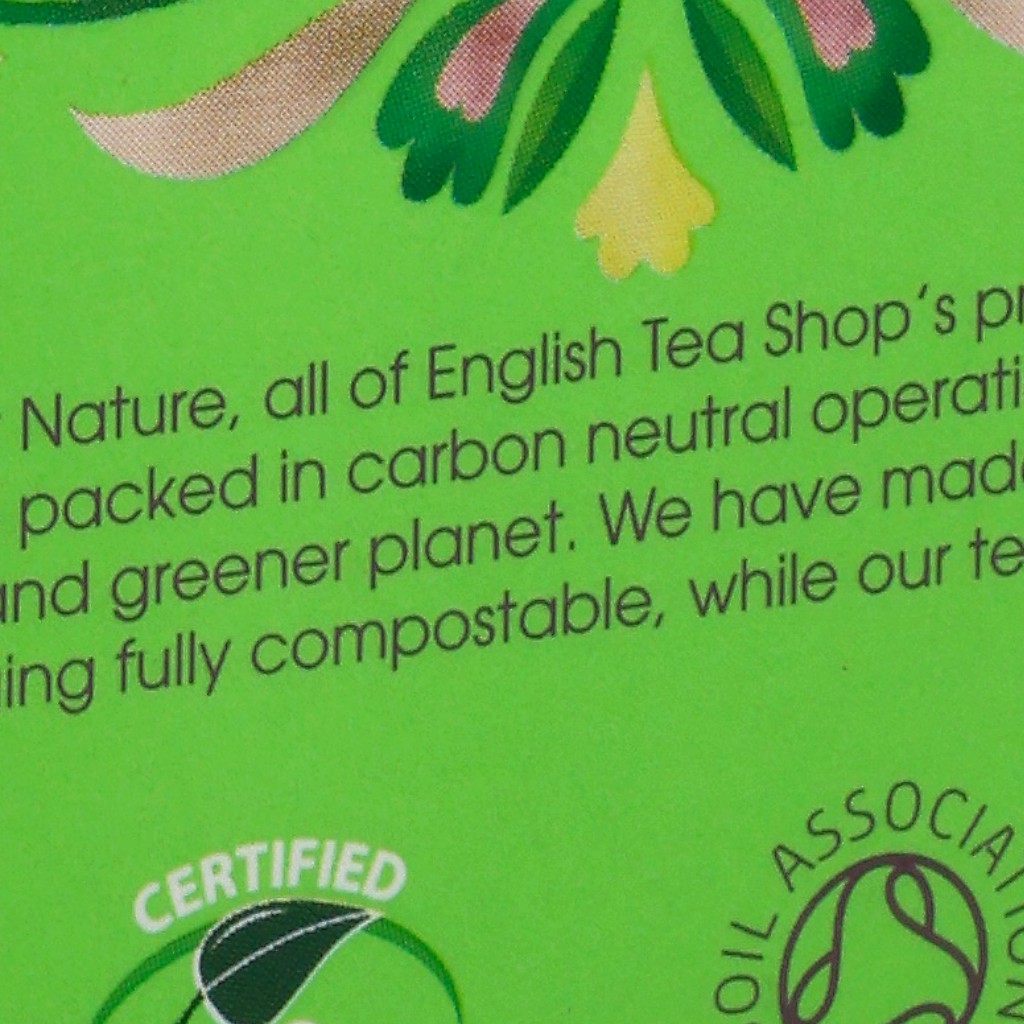 Nature, all of English Tea Shop's
packed in carbon neutral
greener planet. We have
fully compostable, while our
CERTIFIED
SOIL ASSOCIATION